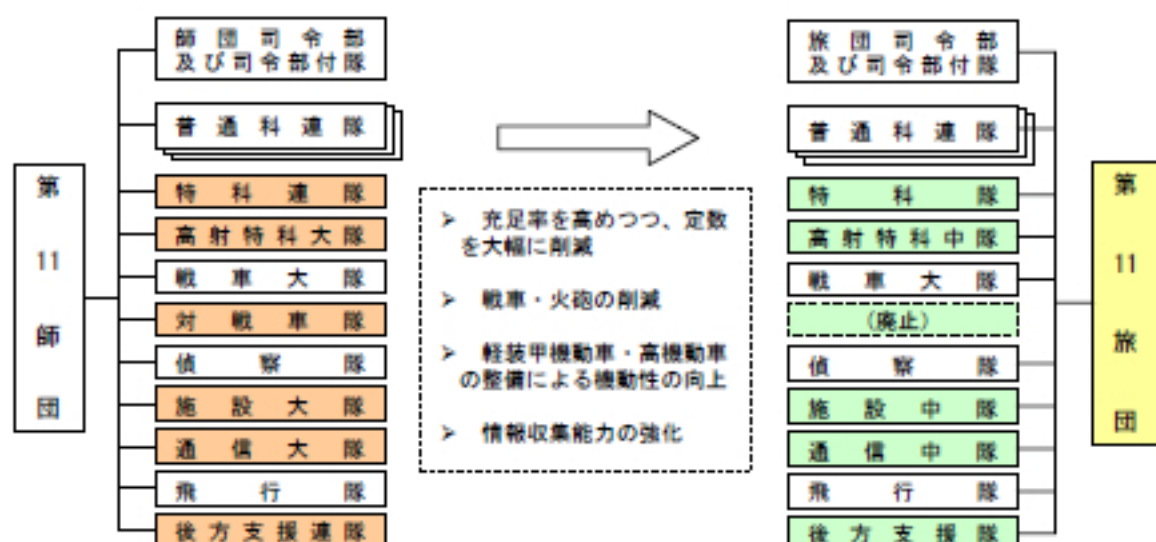 第11師団
師団司令部
及び司令部付隊
普通科連隊
特科連隊
高射特科大隊
戦車大隊
対戦車隊
偵察隊
施設大隊
通信大隊
飛行隊
後方支援連隊
➢ 充足率を高めつつ、定数
を大幅に削減
➢ 戦車・火砲の削減
➢ 軽装甲機動車・高機動車
の整備による機動性の向上
➢ 情報収集能力の強化
旅団司令部
及び司令部付隊
普通科連隊
特科隊
高射特科中隊
戦車大隊
(廃止)
偵察隊
施設中隊
通信中隊
飛行隊
後方支援隊
第11旅団